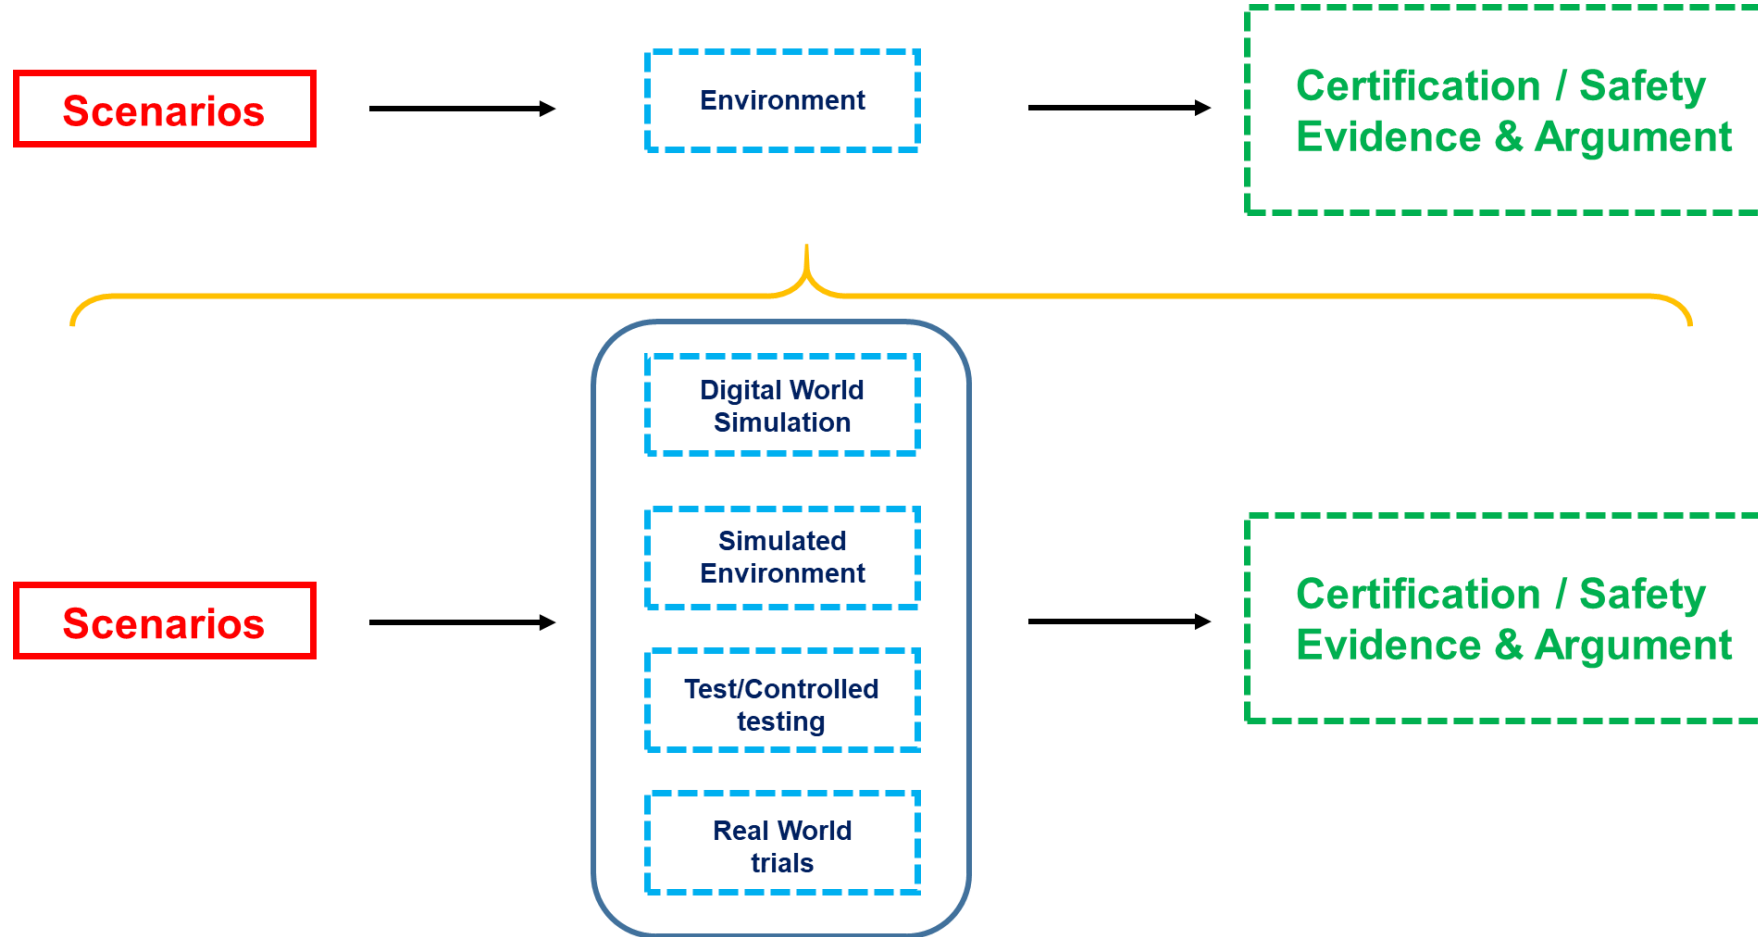 Scenarios
Environment
Certification / Safety
Evidence & Argument
Digital World
Simulation
Simulated
Environment
Scenarios
Test/Controlled
testing
Real World
trials
Certification / Safety
Evidence & Argument